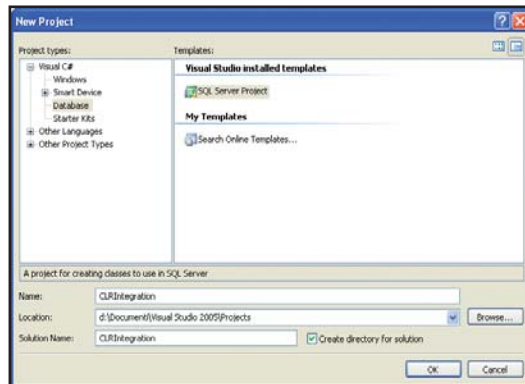 New Project
Project types:
Templates:
Visual C#
Windows
Smart Device
Database
Starter Kits
Other Languages
Other Project Types
Visual Studio installed templates
SQL Server Project
My Templates
Search Online Templates...
A project for creating classes to use in SQL Server
Name:
CLRIntegration
Location:
d:\Documenti\Visual Studio 2005\Projects
Browse...
Solution Name:
CLRIntegration
Create directory for solution
OK
Cancel